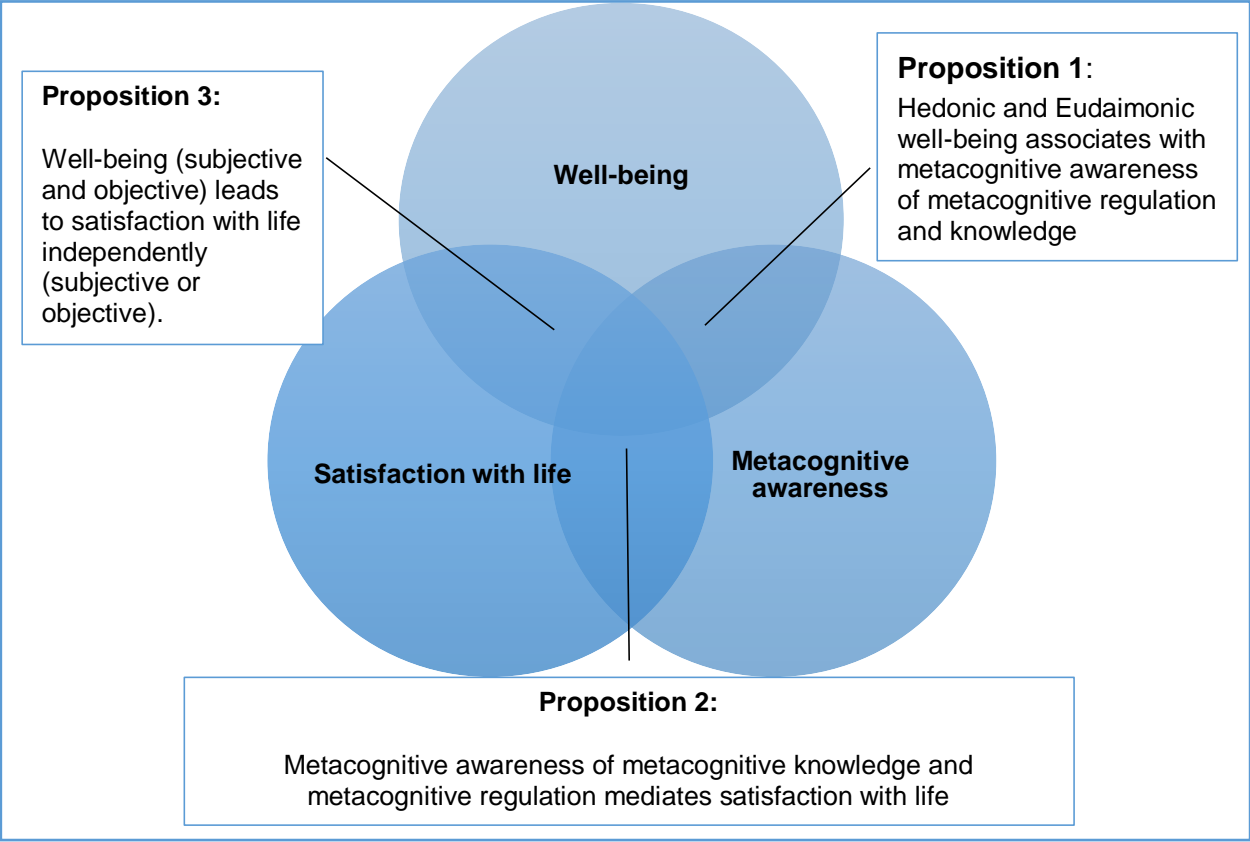 Proposition 3:
Well-being (subjective
and objective) leads
to satisfaction with life
independently
(subjective or
objective).
Well-being
Proposition 1:
Hedonic and Eudaimonic
well-being associates with
metacognitive awareness
of metacognitive regulation
and knowledge
Satisfaction with life
Metacognitive
awareness
Proposition 2:
Metacognitive awareness of metacognitive knowledge and
metacognitive regulation mediates satisfaction with life